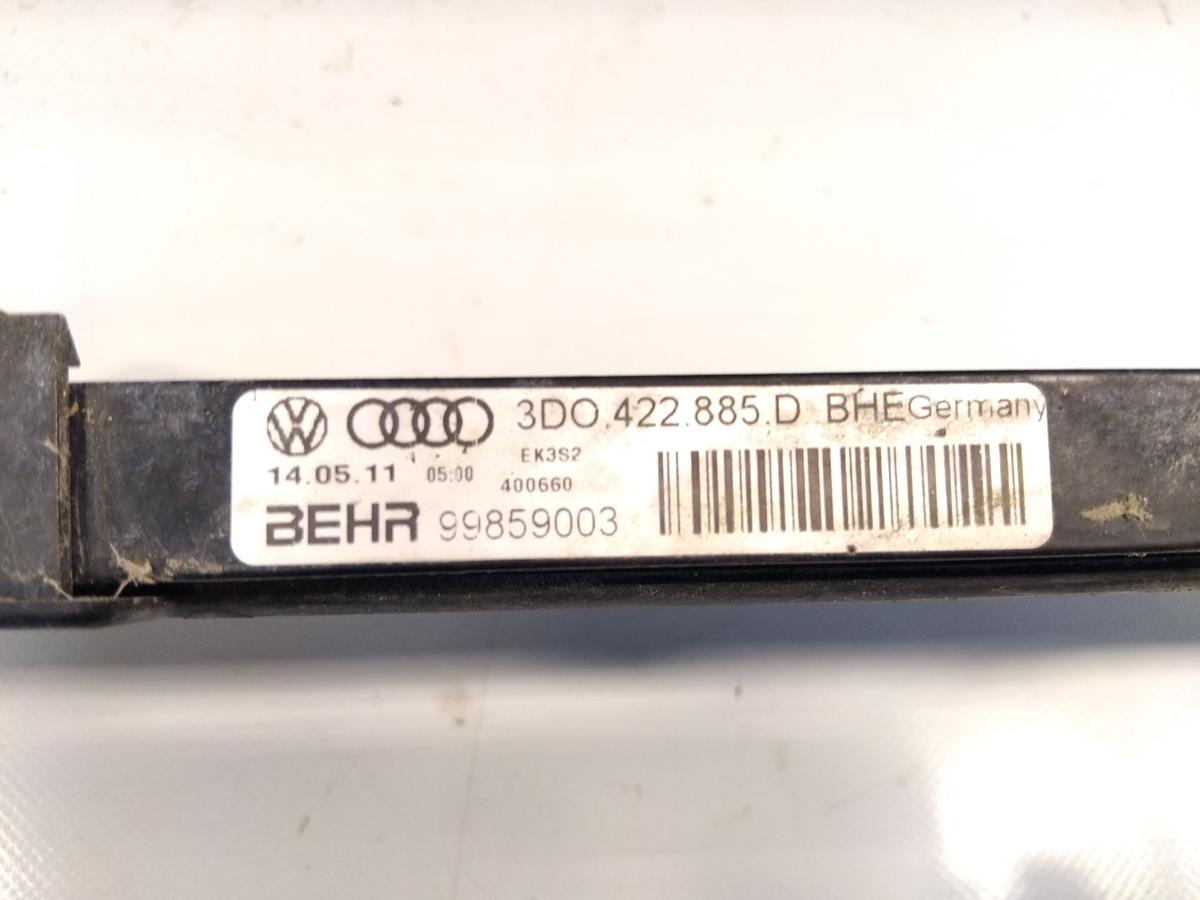 3D0.422.885.D BHE Germany
14.05.11 05:00 EK3S2
400660
BEHR 99859003